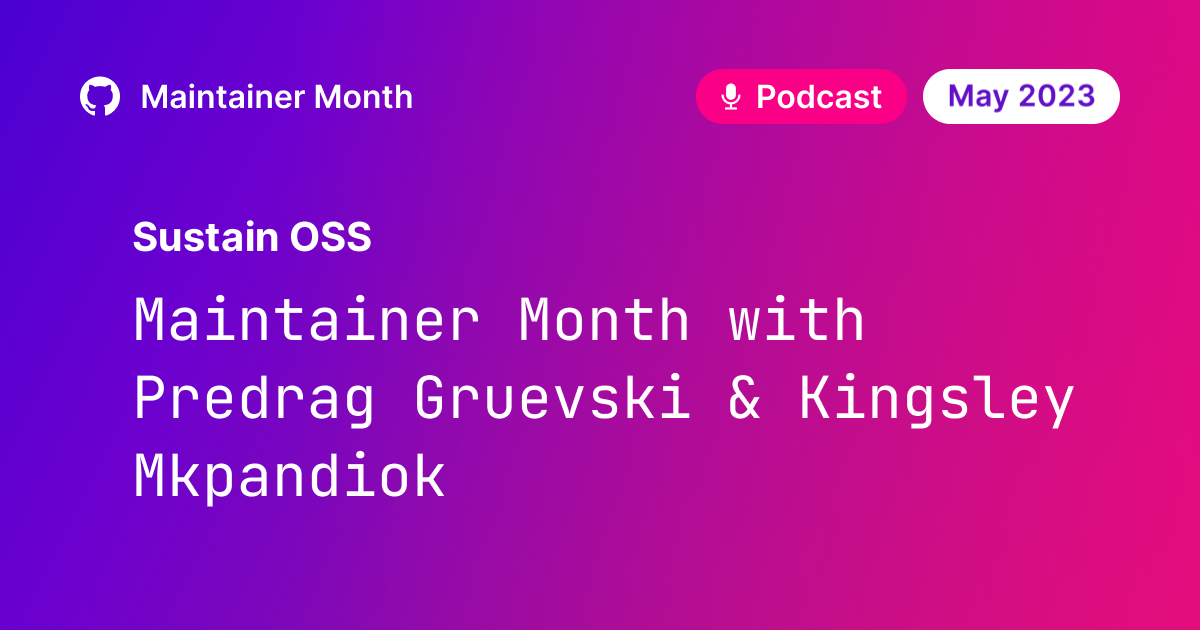 Maintainer Month
Podcast
May 2023
Sustain OSS
Maintainer Month with
Predrag Gruevski & Kingsley
Mkpandiok